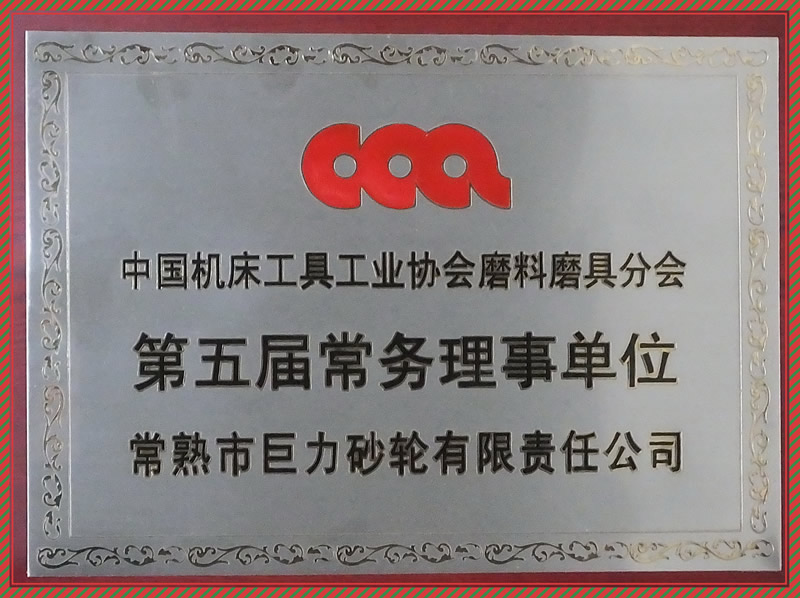 中国机床工具工业协会磨料磨具分会
第五届常务理事单位
常熟市巨力砂轮有限责任公司